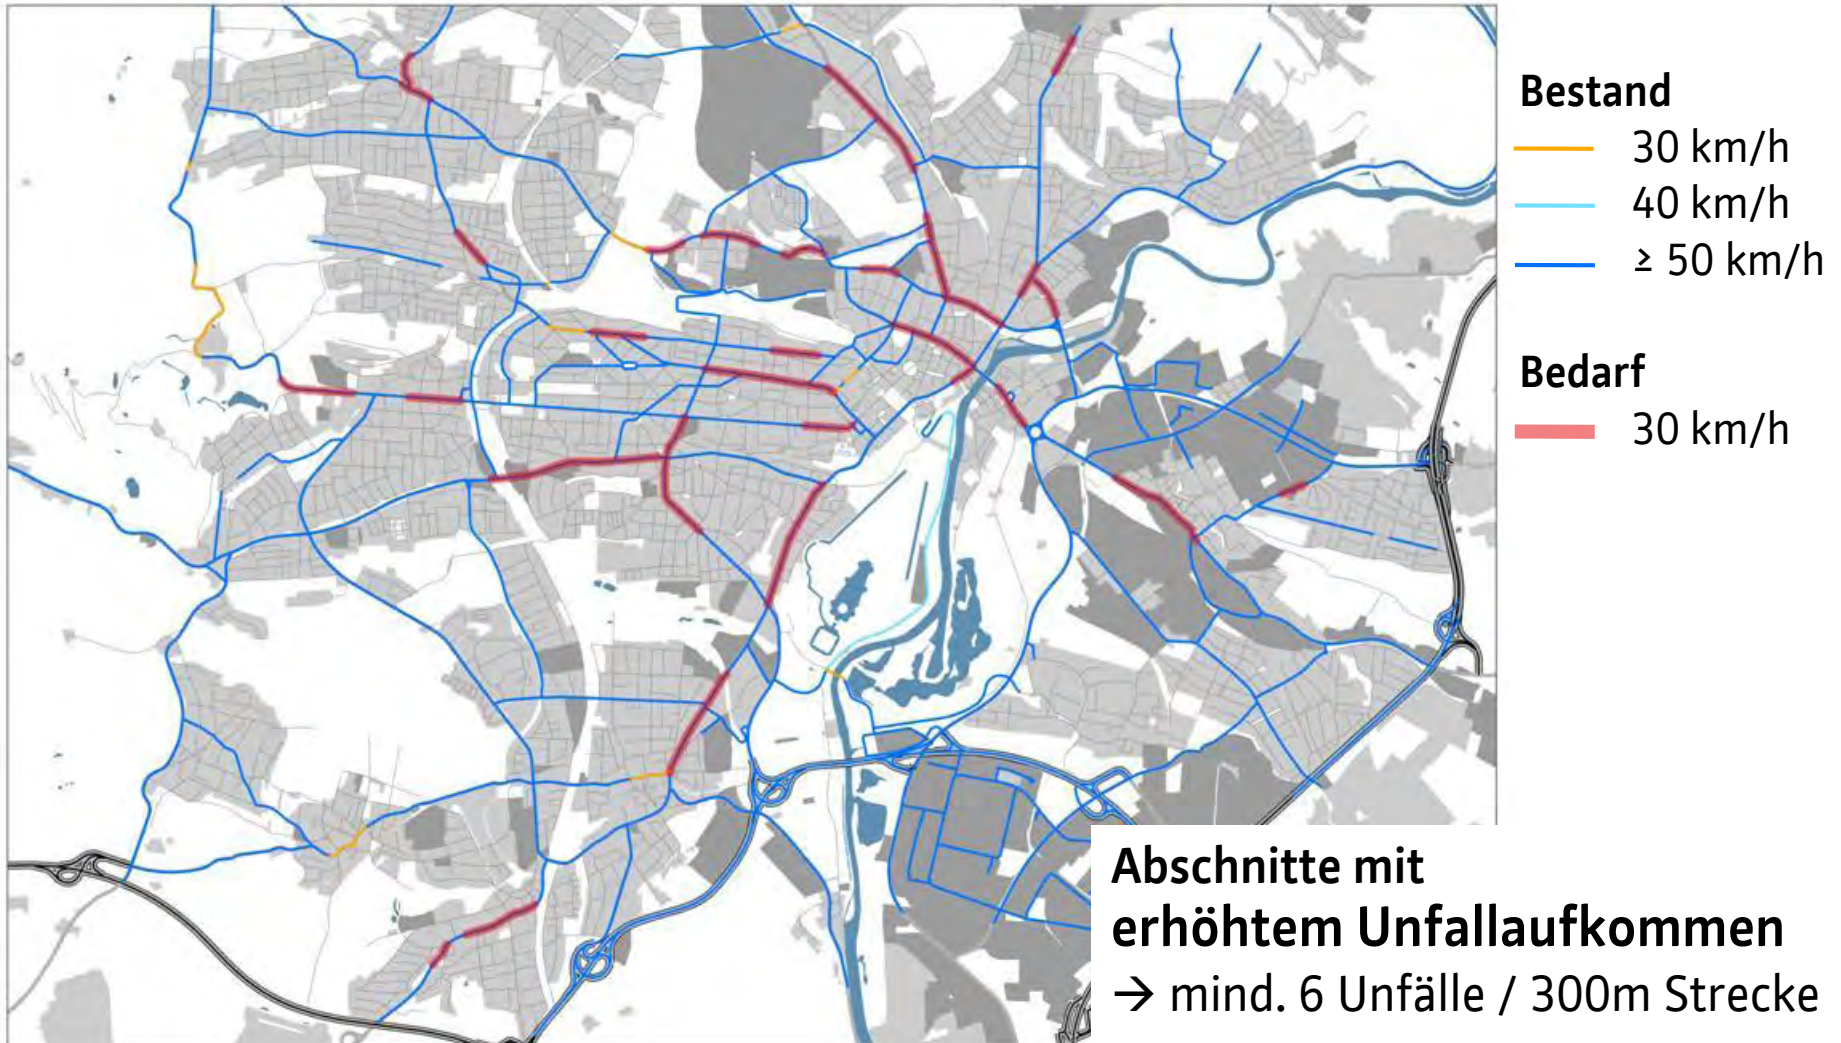 Bestand
30 km/h
40 km/h
≥ 50 km/h
Bedarf
30 km/h
Abschnitte mit
erhöhtem Unfallaufkommen
→ mind. 6 Unfälle / 300m Strecke